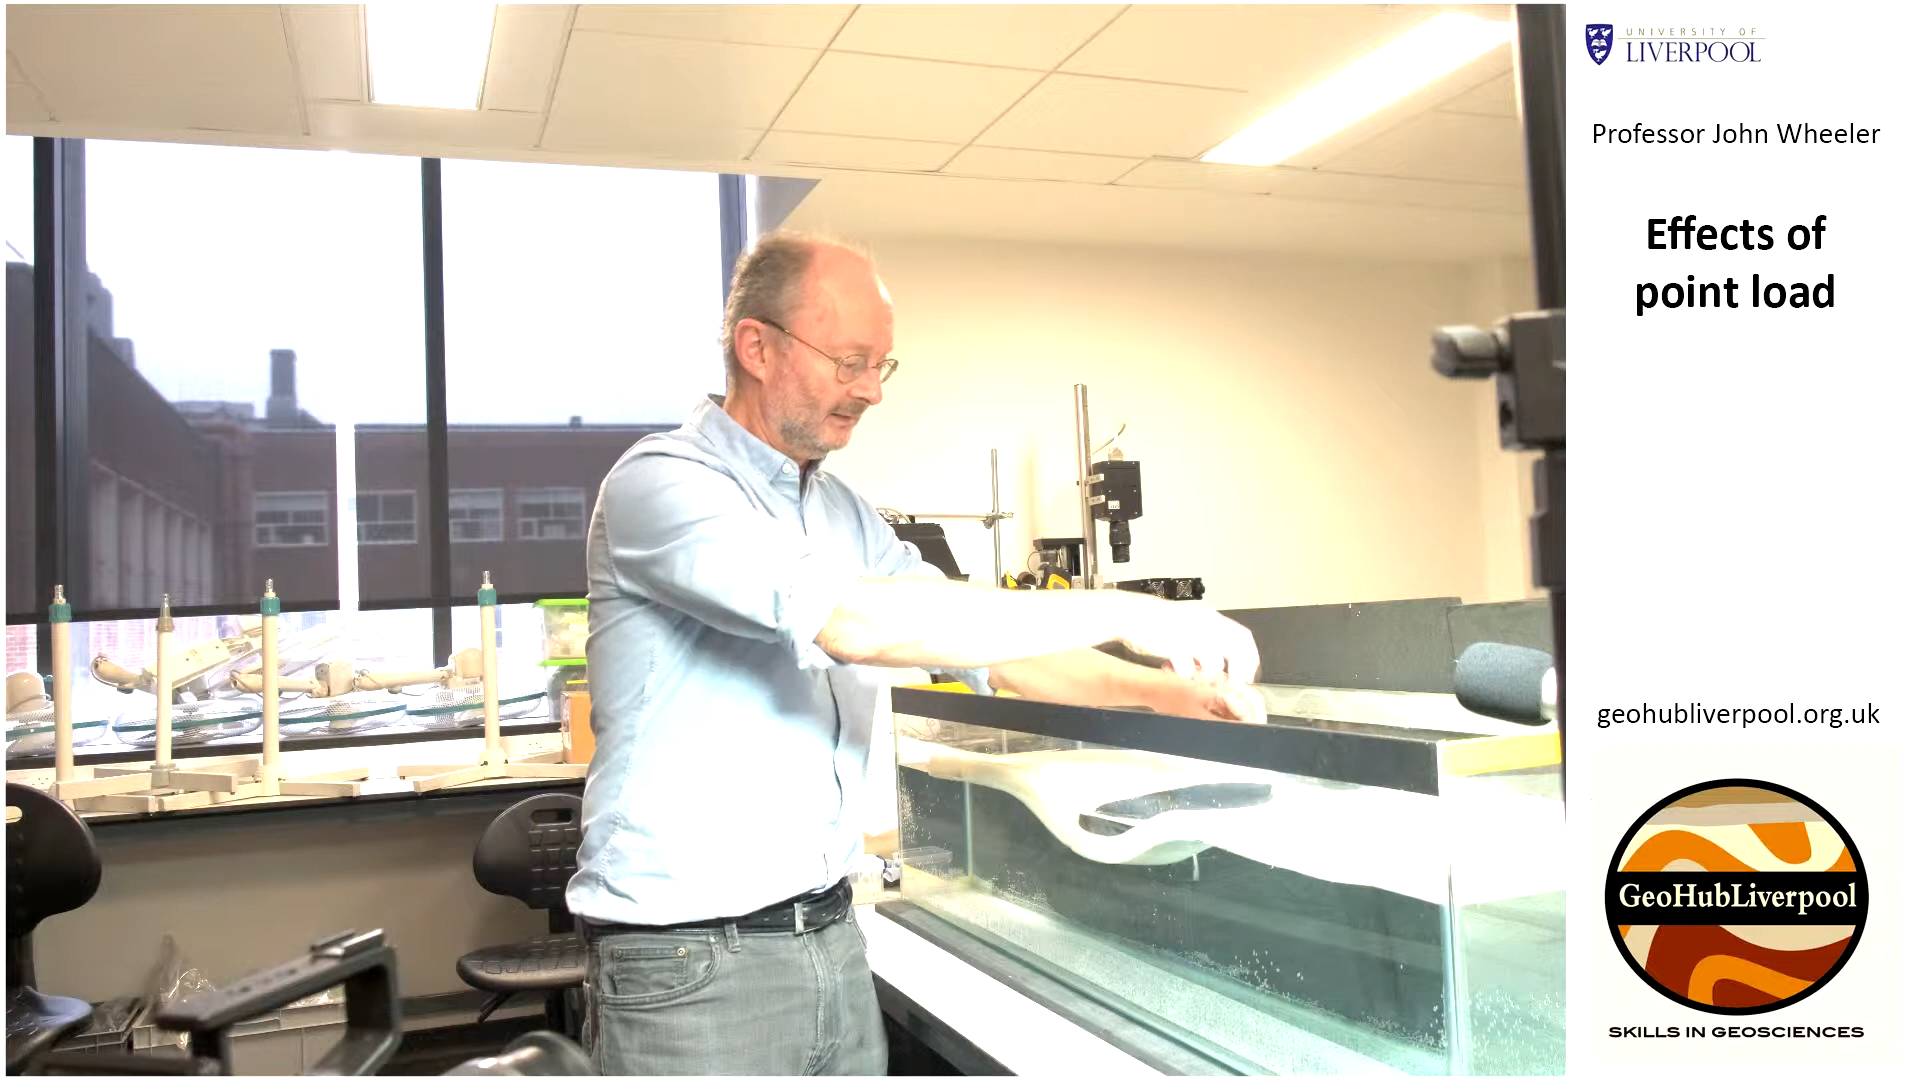 UNIVERSITY OF
LIVERPOOL
Professor John Wheeler
Effects of
point load
geohubliverpool.org.uk
GeoHubLiverpool
SKILLS IN GEOSCIENCES